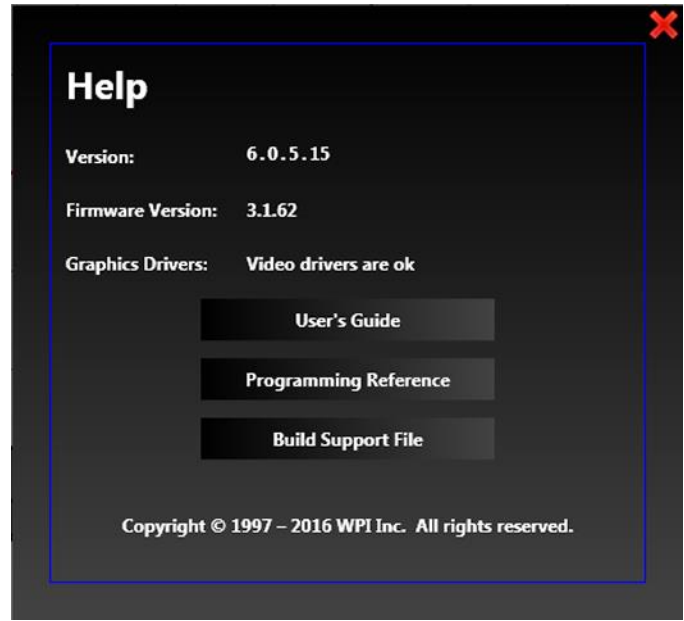 Help
Version: 6.0.5.15
Firmware Version: 3.1.62
Graphics Drivers: Video drivers are ok
User's Guide
Programming Reference
Build Support File
Copyright © 1997 – 2016 WPI Inc. All rights reserved.